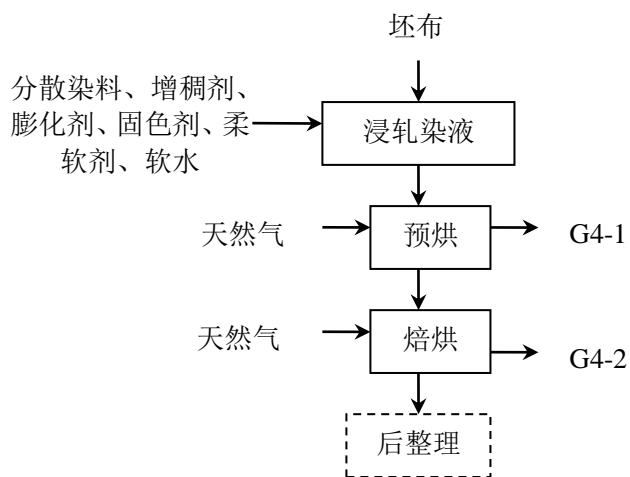 坯布
分散染料、增稠剂、
膨化剂、固色剂、柔
软剂、软水
浸轧染液
天然气
预烘
G4-1
天然气
焙烘
G4-2
后整理